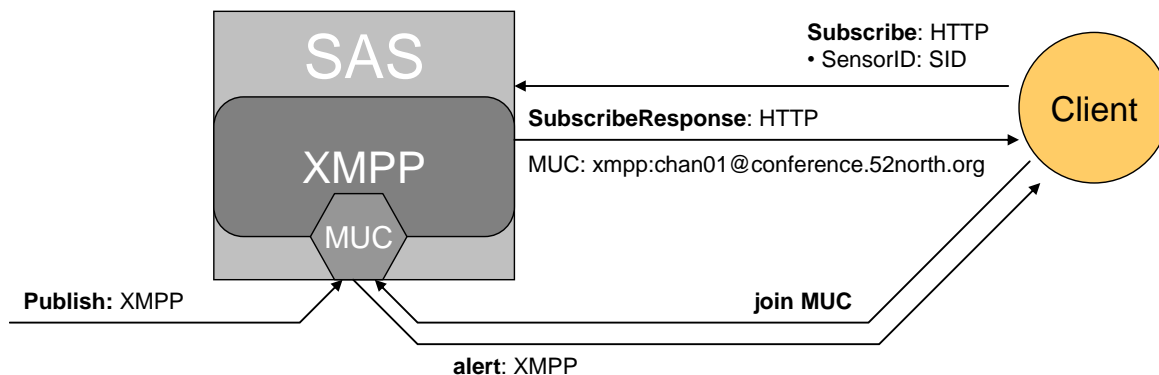 SAS
XMPP
MUC
Subscribe: HTTP
• SensorID: SID
SubscribeResponse: HTTP
MUC: xmpp:chan01@conference.52north.org
Client
Publish: XMPP
join MUC
alert: XMPP